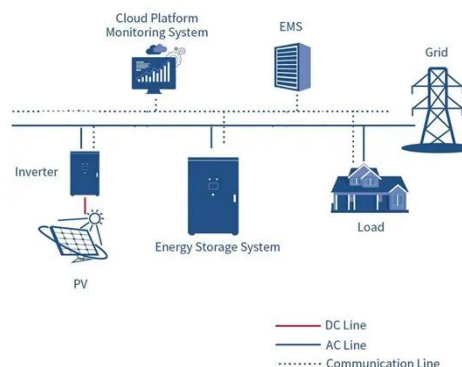 Cloud Platform
Monitoring System
EMS
Grid
Inverter
Energy Storage System
Load
PV
DC Line
AC Line
Communication Line